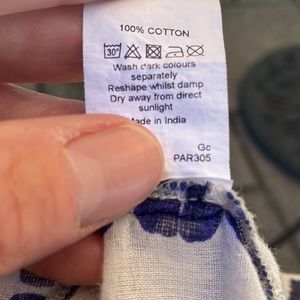 100% COTTON
30°
Wash dark colours
separately
Reshape whilst damp
Dry away from direct
sunlight
Made in India
Gc
PAR305